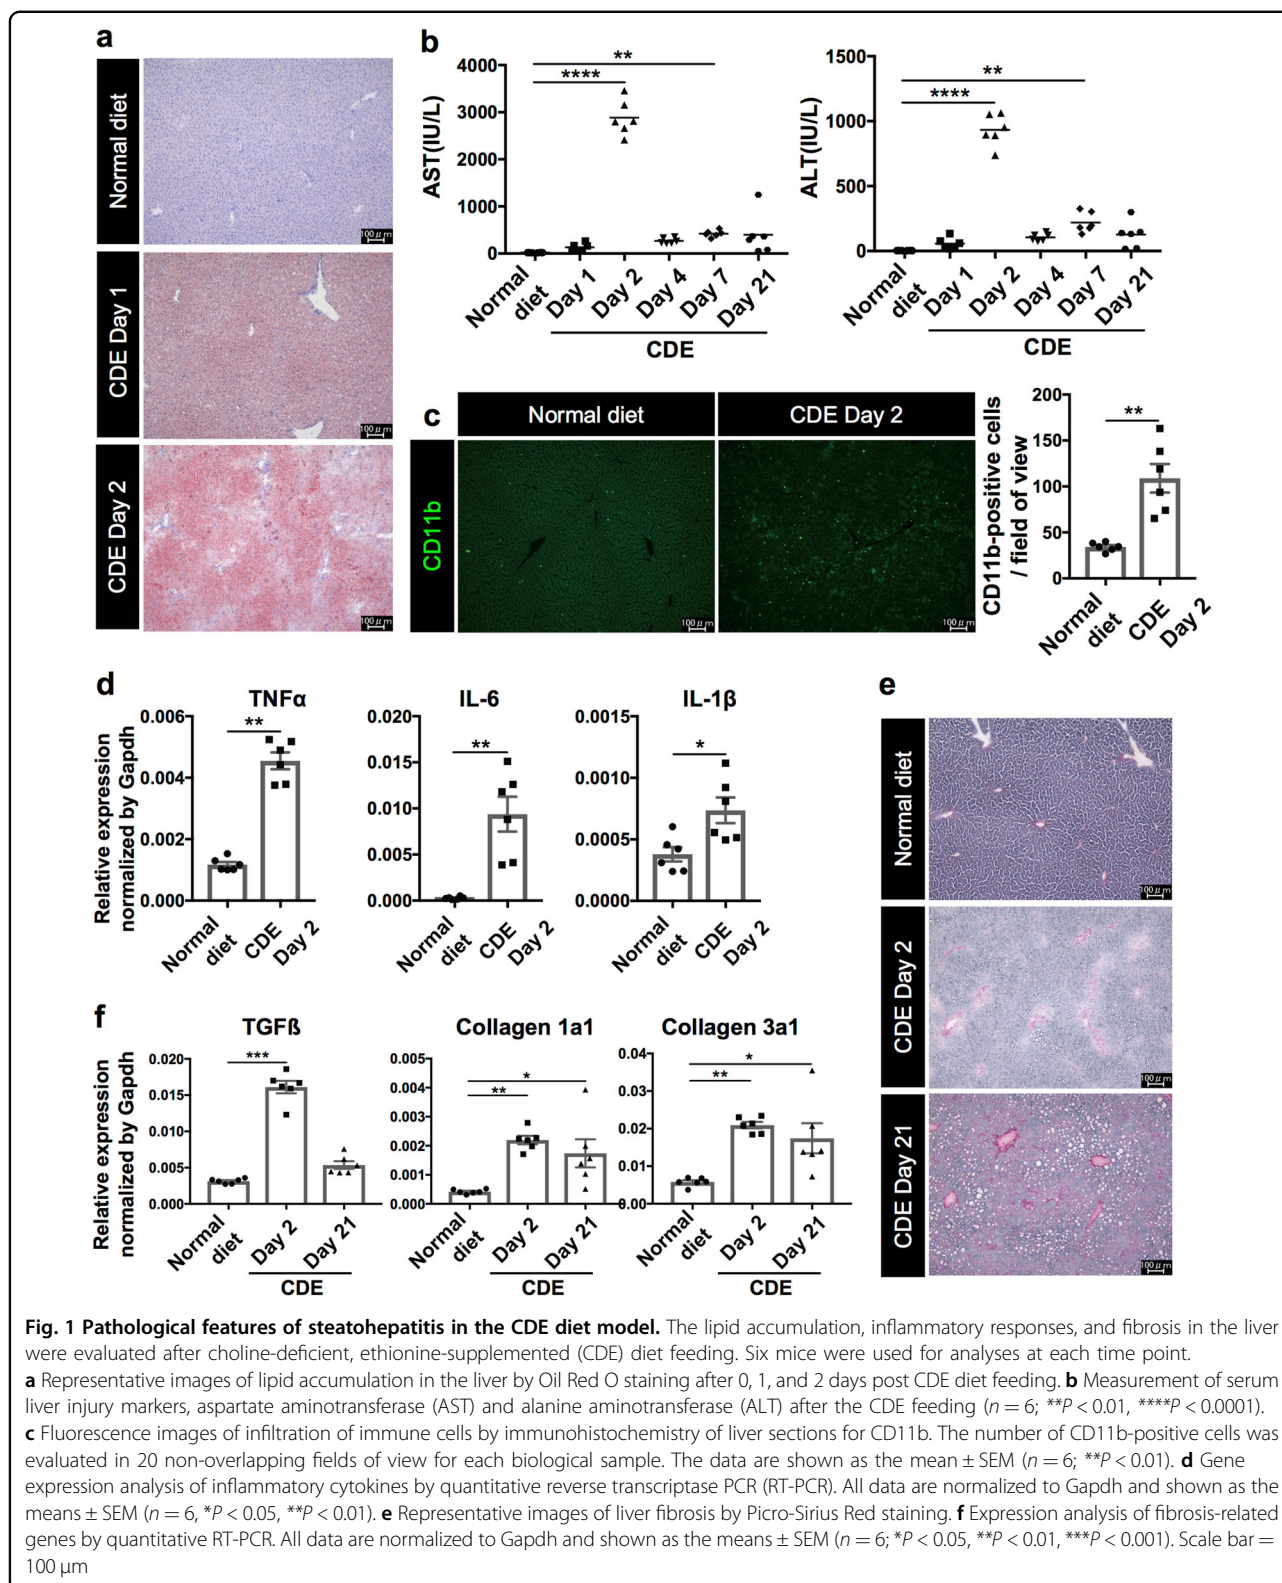 a
Normal diet
100 μm
CDE Day 1
100 μm
CDE Day 2
100 μm
b
AST(IU/L)
4000
3000
2000
1000
0
**
****
Normal diet
Day 1
Day 2
Day 4
Day 7
Day 21
CDE
ALT(IU/L)
1500
1000
500
0
**
****
Normal diet
Day 1
Day 2
Day 4
Day 7
Day 21
CDE
c
Normal diet
CDE Day 2
CD11b
100 μm
100 μm
CD11b-positive cells
/ field of view
200
150
100
50
0
**
Normal diet
CDE Day 2
d
Relative expression
normalized by Gapdh
TNFα
0.006
0.004
0.002
0.000
**
Normal diet
CDE Day 2
IL-6
0.020
0.015
0.010
0.005
0.000
**
Normal diet
CDE Day 2
IL-1β
0.0015
0.0010
0.0005
0.0000
*
Normal diet
CDE Day 2
e
Normal diet
100 μm
CDE Day 2
100 μm
CDE Day 21
100 μm
f
Relative expression
normalized by Gapdh
TGFß
0.020
0.015
0.010
0.005
0.000
***
Normal diet
Day 2
Day 21
CDE
Collagen 1a1
0.005
0.004
0.003
0.002
0.001
0.000
*
**
Normal diet
Day 2
Day 21
CDE
Collagen 3a1
0.04
0.03
0.02
0.01
0.00
*
**
Normal diet
Day 2
Day 21
CDE
Fig. 1 Pathological features of steatohepatitis in the CDE diet model. The lipid accumulation, inflammatory responses, and fibrosis in the liver
were evaluated after choline-deficient, ethionine-supplemented (CDE) diet feeding. Six mice were used for analyses at each time point.
a Representative images of lipid accumulation in the liver by Oil Red O staining after 0, 1, and 2 days post CDE diet feeding. b Measurement of serum
liver injury markers, aspartate aminotransferase (AST) and alanine aminotransferase (ALT) after the CDE feeding (n = 6; **P < 0.01, ****P < 0.0001).
c Fluorescence images of infiltration of immune cells by immunohistochemistry of liver sections for CD11b. The number of CD11b-positive cells was
evaluated in 20 non-overlapping fields of view for each biological sample. The data are shown as the mean ± SEM (n = 6; **P < 0.01). d Gene
expression analysis of inflammatory cytokines by quantitative reverse transcriptase PCR (RT-PCR). All data are normalized to Gapdh and shown as the
means ± SEM (n = 6, *P < 0.05, **P < 0.01). e Representative images of liver fibrosis by Picro-Sirius Red staining. f Expression analysis of fibrosis-related
genes by quantitative RT-PCR. All data are normalized to Gapdh and shown as the means ± SEM (n = 6; *P < 0.05, **P < 0.01, ***P < 0.001). Scale bar =
100 μm